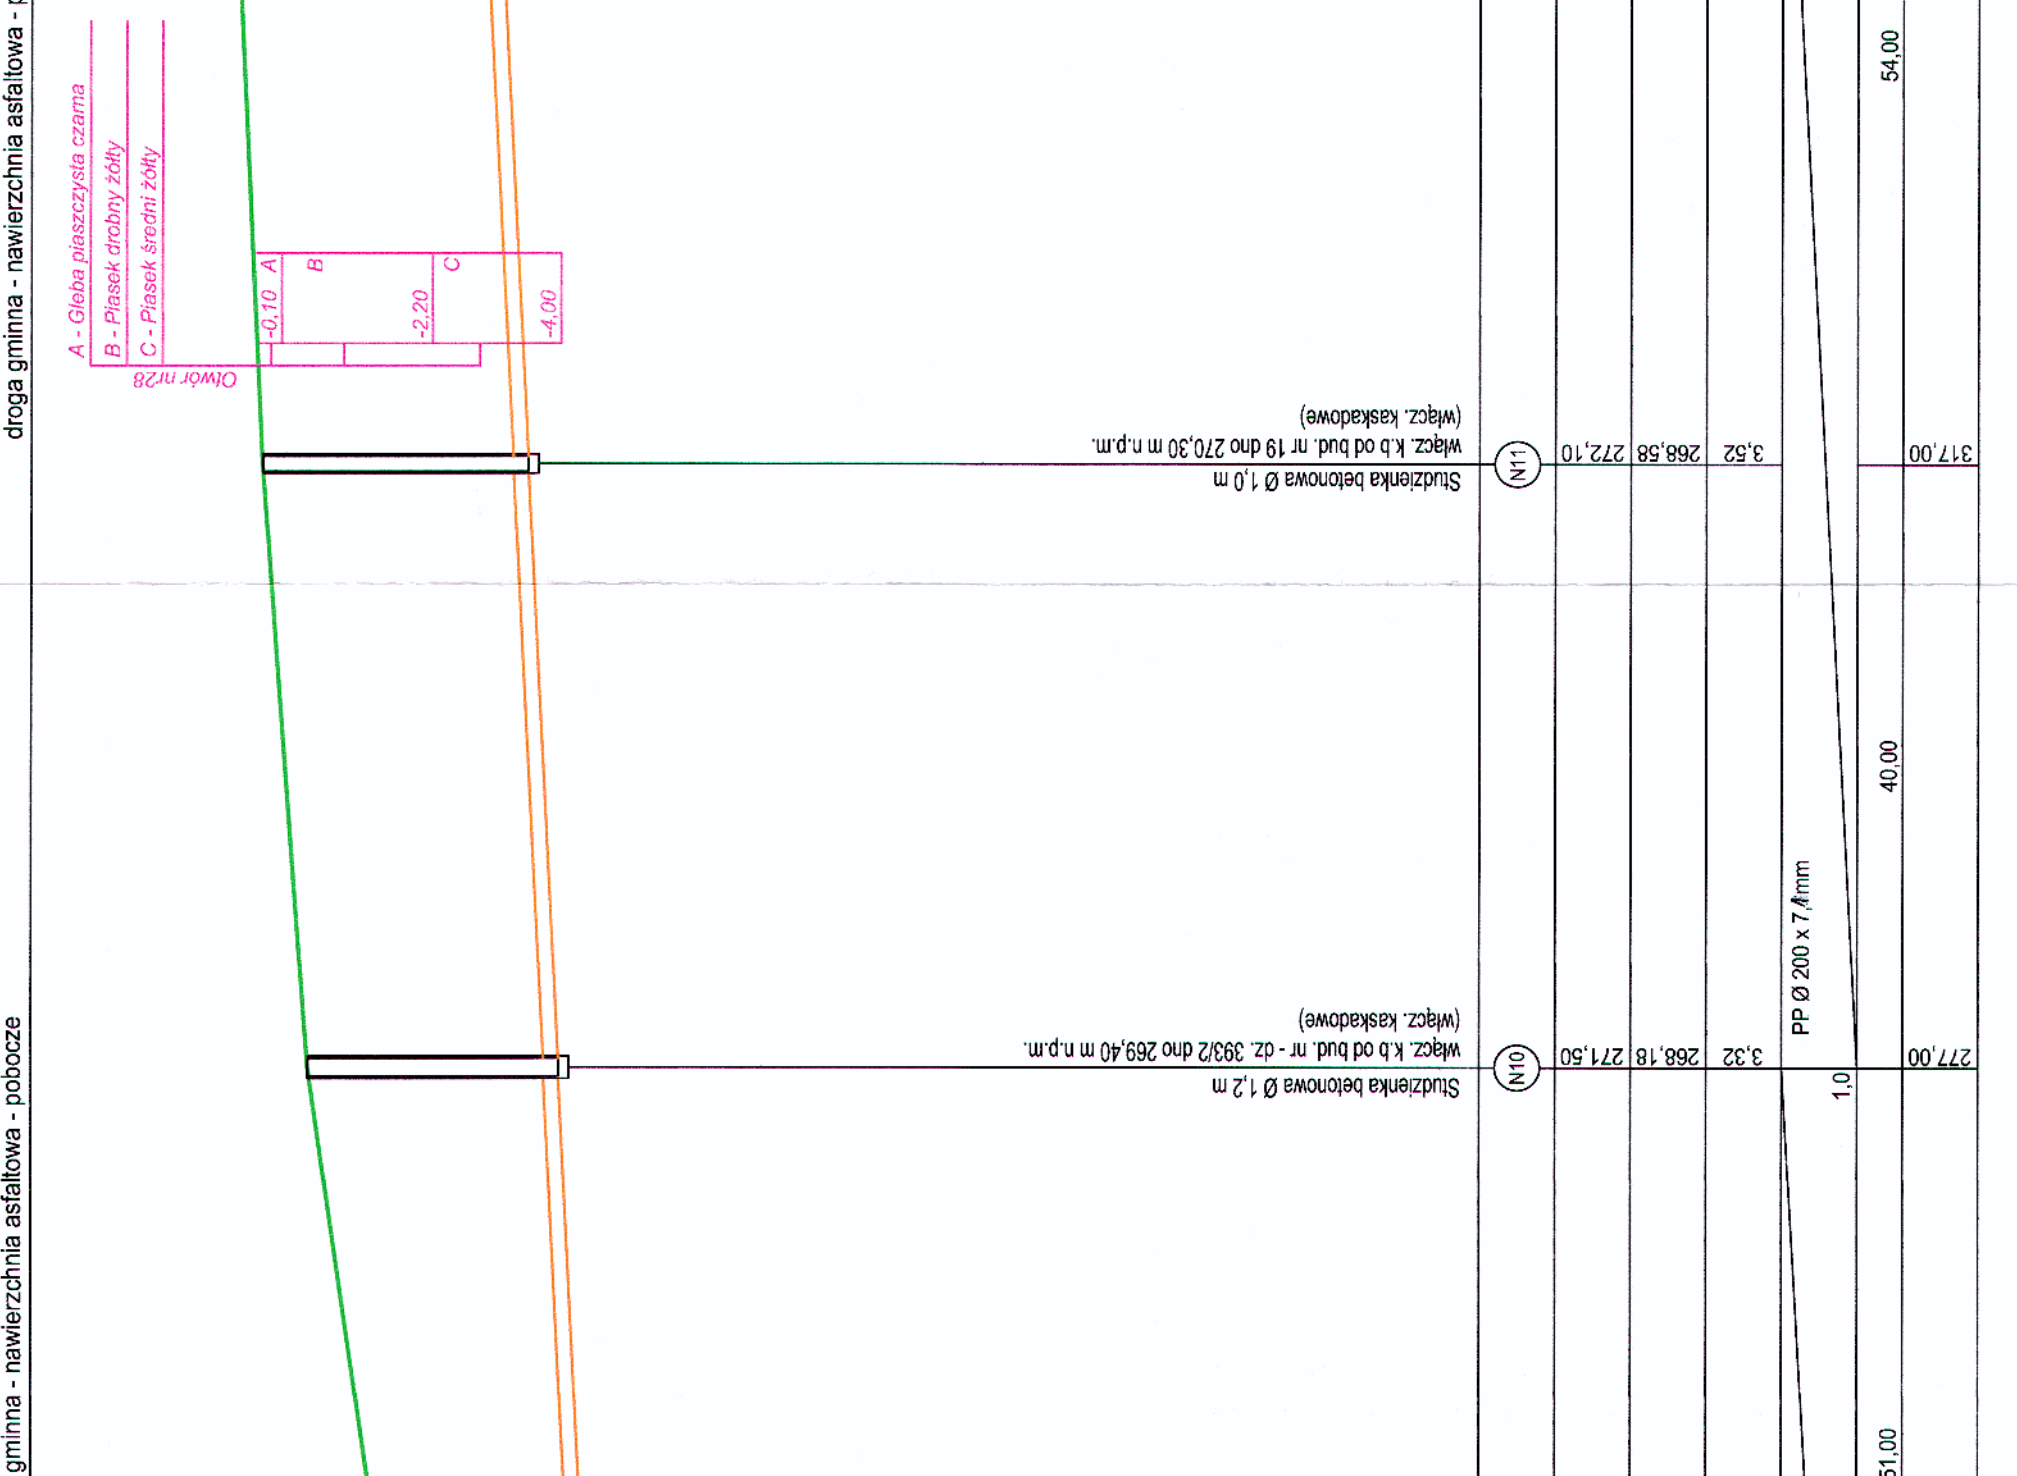 gminna - nawierzchnia asfaltowa - pobocze
droga gminna - nawierzchnia asfaltowa -
A - Gleba piaszczysta czarna
B - Piasek drobny żółty
C - Piasek średni żółty
Otwór nr28
-0,10 A
B
-2,20
C
-4,00
Studzienka betonowa Ø 1,2 m
włącz. k.b od bud. nr - dz. 393/2 dno 269,40 m n.p.m.
(włącz. kaskadowe)
Studzienka betonowa Ø 1,0 m
włącz. k.b od bud. nr 19 dno 270,30 m n.p.m.
(włącz. kaskadowe)
N10
N11
271,50
272,10
268,18
268,58
3,32
3,52
PP Ø 200 x 7,4mm
1,0
51,00
40,00
54,00
277,00
317,00